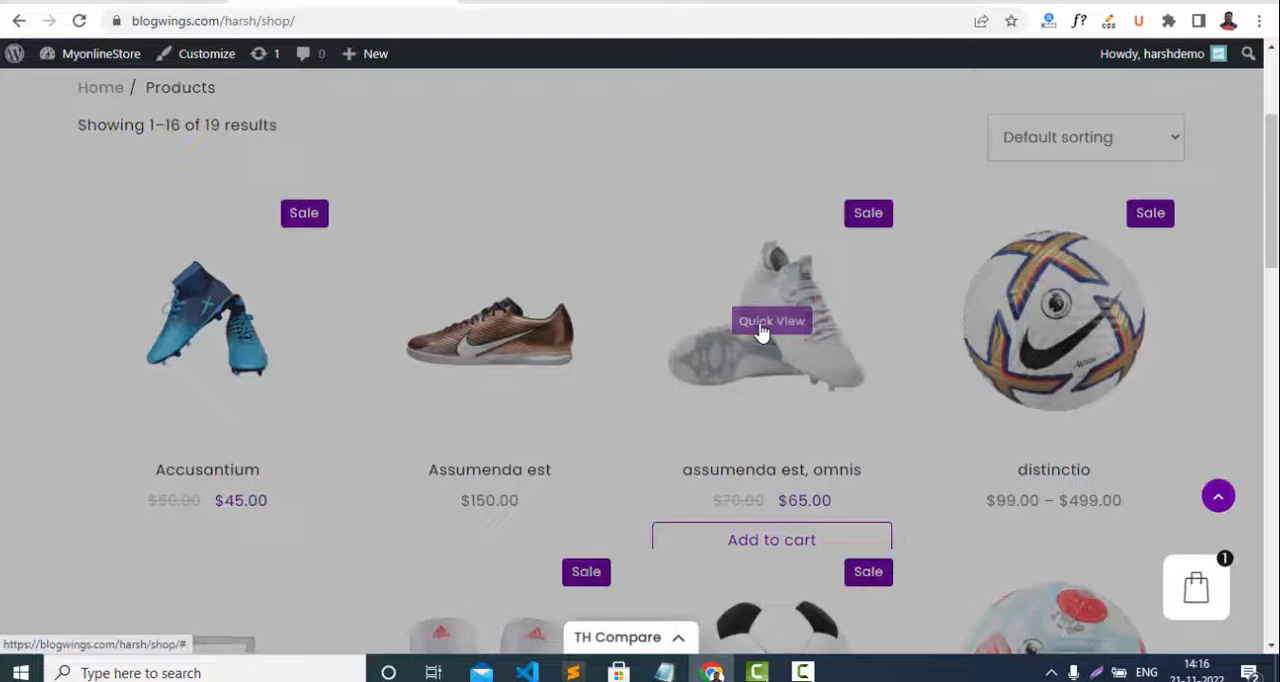 blogwings.com/harsh/shop/
MyonlineStore Customize 1 0 New Howdy, harshdemo
Home / Products
Showing 1–16 of 19 results
Default sorting
Sale
Sale
Sale
Quick View
Accusantium
Assumenda est
assumenda est, omnis
distinctio
$50.00 $45.00
$150.00
$70.00 $65.00
$99.00 – $499.00
Add to cart
1
Sale
Sale
TH Compare
https://blogwings.com/harsh/shop/#
Type here to search
ENG
14:16
21-11-2022